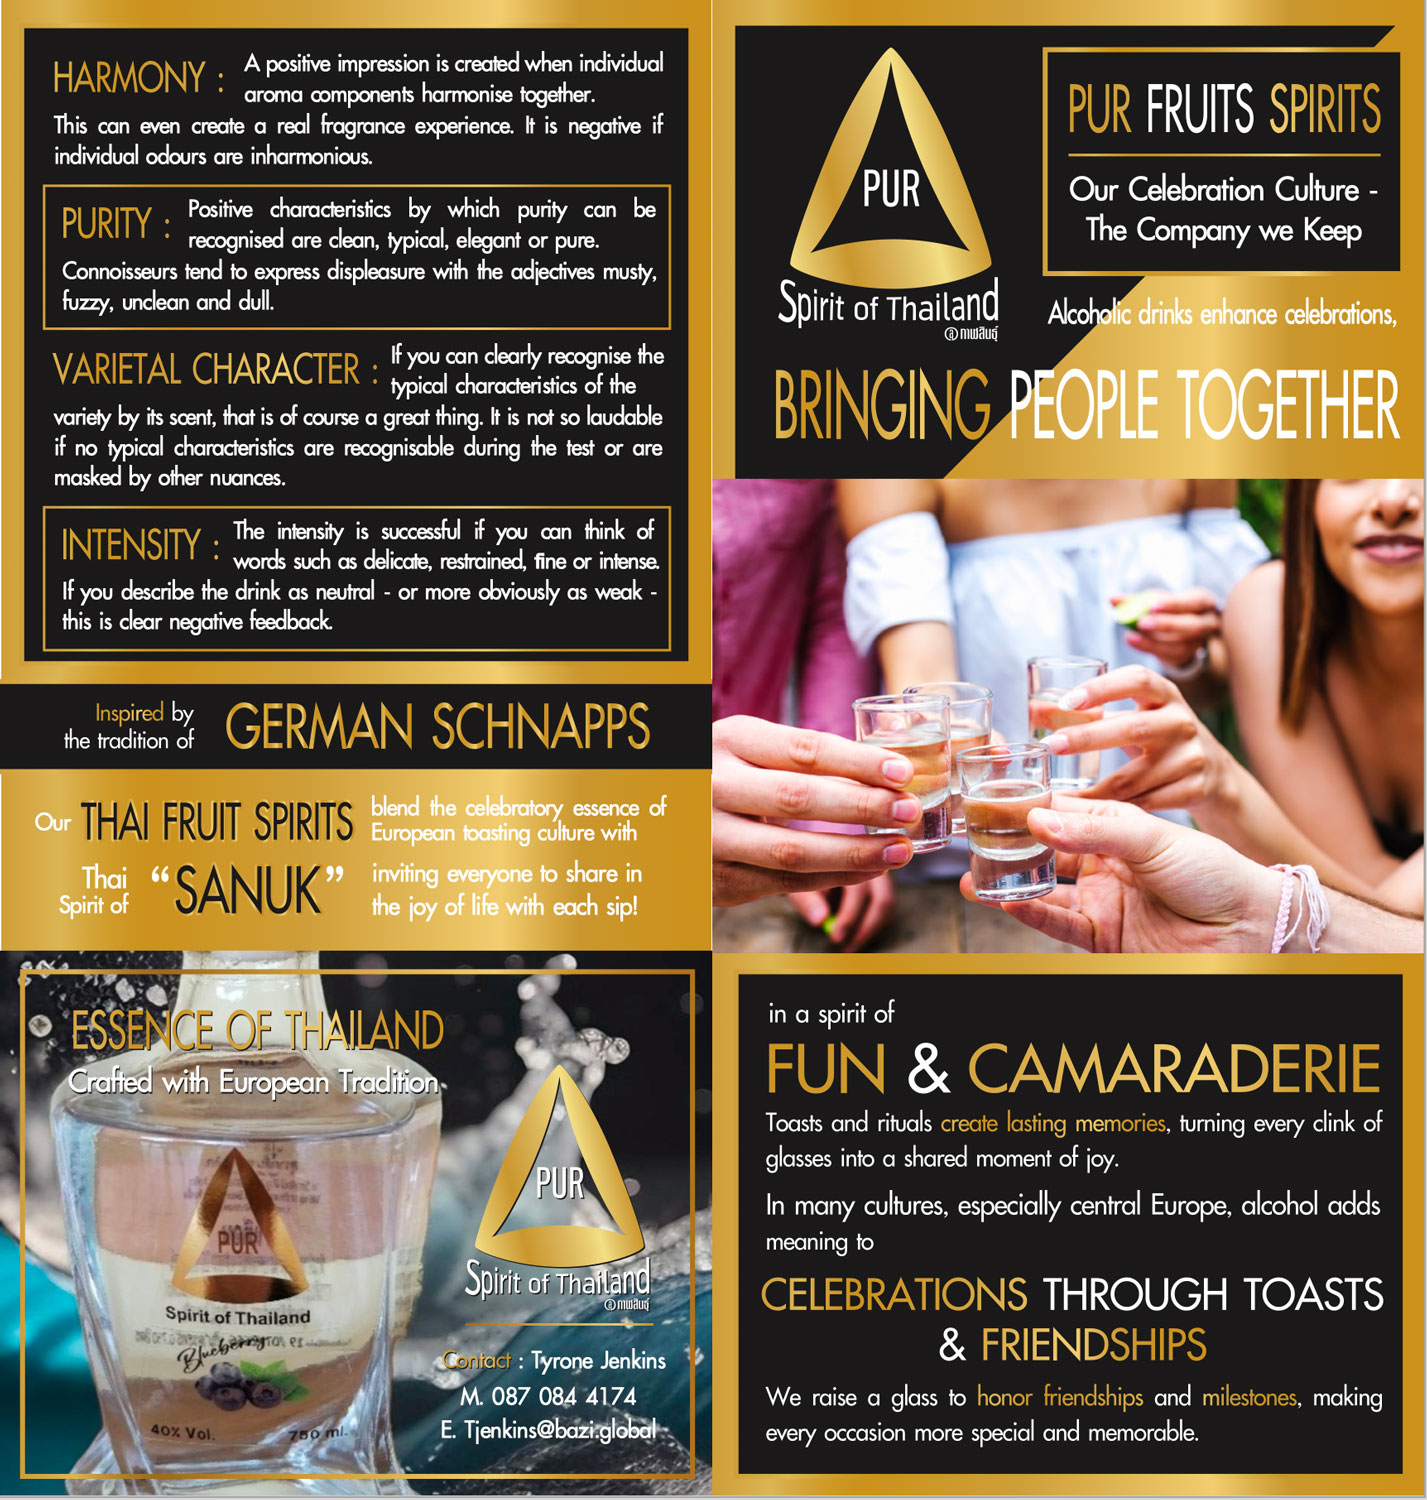 HARMONY : A positive impression is created when individual
aroma components harmonise together.
This can even create a real fragrance experience. It is negative if
individual odours are inharmonious.
PURITY : Positive characteristics by which purity can be
recognised are clean, typical, elegant or pure.
Connoisseurs tend to express displeasure with the adjectives musty,
fuzzy, unclean and dull.
VARIETAL CHARACTER : If you can clearly recognise the
typical characteristics of the
variety by its scent, that is of course a great thing. It is not so laudable
if no typical characteristics are recognisable during the test or are
masked by other nuances.
INTENSITY : The intensity is successful if you can think of
words such as delicate, restrained, fine or intense.
If you describe the drink as neutral - or more obviously as weak -
this is clear negative feedback.
Inspired by
the tradition of
GERMAN SCHNAPPS
Our THAI FRUIT SPIRITS blend the celebratory essence of
European toasting culture with
Thai
Spirit of
“SANUK”
inviting everyone to share in
the joy of life with each sip!
ESSENCE OF THAILAND
Crafted with European Tradition
PUR
Spirit of Thailand
Blueberry
40% Vol.
750 ml.
PUR
Spirit of Thailand
กาฬสินธุ์
Contact : Tyrone Jenkins
M. 087 084 4174
E. Tjenkins@bazi.global
PUR
Spirit of Thailand
กาฬสินธุ์
PUR FRUITS SPIRITS
Our Celebration Culture -
The Company we Keep
Alcoholic drinks enhance celebrations,
BRINGING PEOPLE TOGETHER
in a spirit of
FUN & CAMARADERIE
Toasts and rituals create lasting memories, turning every clink of
glasses into a shared moment of joy.
In many cultures, especially central Europe, alcohol adds
meaning to
CELEBRATIONS THROUGH TOASTS
& FRIENDSHIPS
We raise a glass to honor friendships and milestones, making
every occasion more special and memorable.